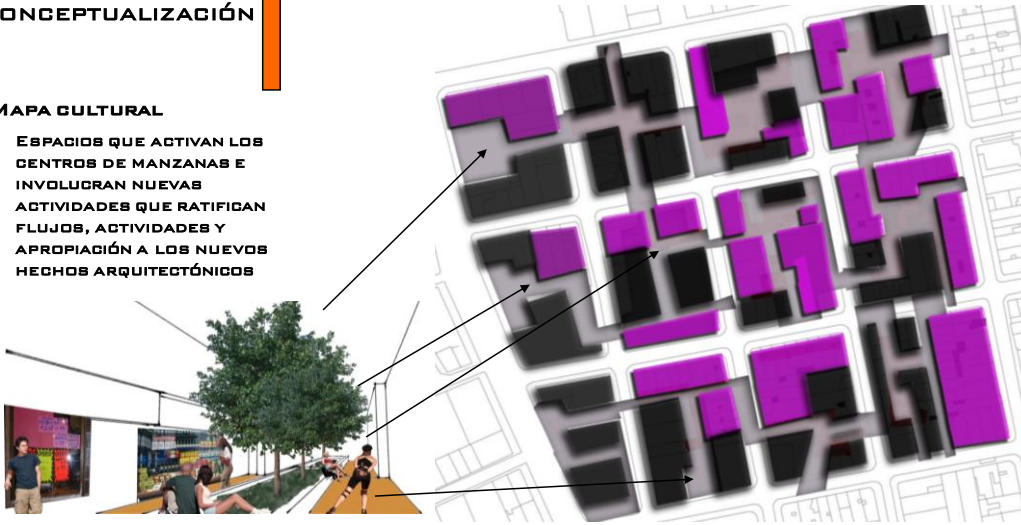 ONCEPTUALIZACIÓN
MAPA CULTURAL
ESPACIOS QUE ACTIVAN LOS
CENTROS DE MANZANAS E
INVOLUCRAN NUEVAS
ACTIVIDADES QUE RATIFICAN
FLUJOS, ACTIVIDADES Y
APROPIACIÓN A LOS NUEVOS
HECHOS ARQUITECTÓNICOS